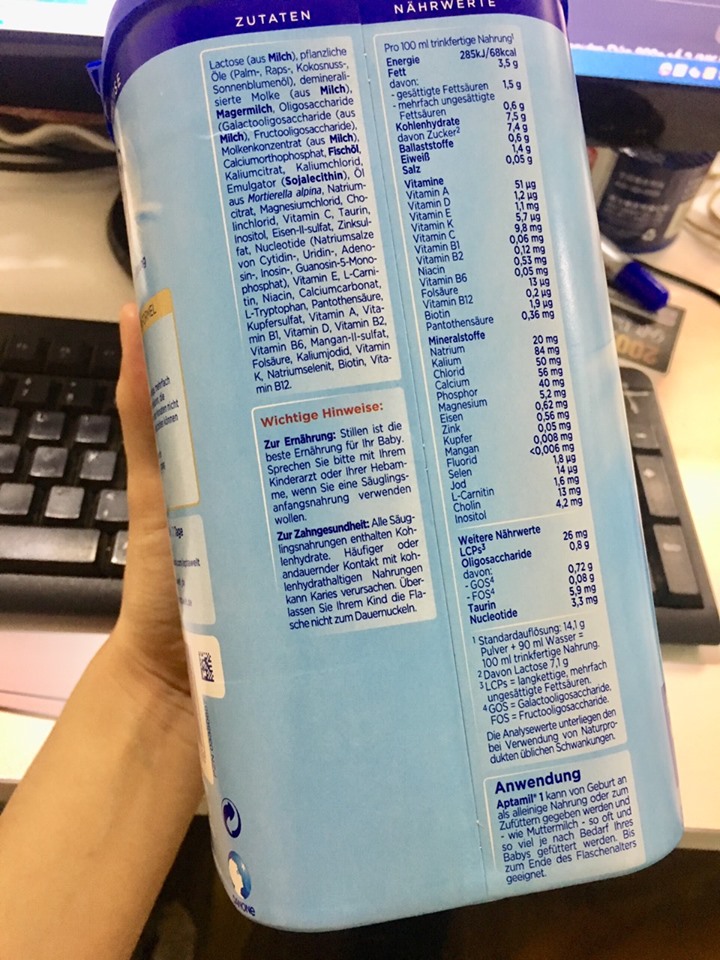 ZUTATEN
Lactose (aus Milch), pflanzliche
Öle (Palm-, Raps-, Kokosnuss-,
Sonnenblumenöl), deminerali-
sierte Molke (aus Milch),
Magermilch, Oligosaccharide
(Galactooligosaccharide (aus
Milch), Fructooligosaccharide),
Molkenkonzentrat (aus Milch),
Calciumorthophosphat, Fischöl,
Kaliumcitrat, Kaliumchlorid,
Emulgator (Sojalecithin), Öl
aus Mortierella alpina, Natrium-
citrat, Magnesiumchlorid, Cho-
linchlorid, Vitamin C, Taurin,
Inositol, Eisen-II-sulfat, Zinksul-
fat, Nucleotide (Natriumsalze
von Cytidin-, Uridin-, Adeno-
sin-, Inosin-, Guanosin-5-Mono-
phosphat), Vitamin E, L-Carni-
tin, Niacin, Calciumcarbonat,
L-Tryptophan, Pantothensäure,
Kupfersulfat, Vitamin A, Vita-
min B1, Vitamin D, Vitamin B2,
Vitamin B6, Mangan-II-sulfat,
Folsäure, Kaliumjodid, Vitamin
K, Natriumselenit, Biotin, Vita-
min B12.
Wichtige Hinweise:
Zur Ernährung: Stillen ist die
beste Ernährung für Ihr Baby.
Sprechen Sie bitte mit Ihrem
Kinderarzt oder Ihrer Hebam-
me, wenn Sie eine Säuglings-
anfangsnahrung verwenden
wollen.
Zur Zahngesundheit: Alle Säug-
lingsnahrungen enthalten Koh-
lenhydrate. Häufiger oder
andauernder Kontakt mit koh-
lenhydrathaltigen Nahrungen
kann Karies verursachen. Über-
lassen Sie Ihrem Kind die Fla-
sche nicht zum Dauernuckeln.
NÄHRWERTE
Pro 100 ml trinkfertige Nahrung¹
Energie 285kJ/68kcal
Fett 3,5 g
davon:
- gesättigte Fettsäuren 1,5 g
- mehrfach ungesättigte
Fettsäuren 0,6 g
Kohlenhydrate 7,5 g
davon Zucker² 7,4 g
Ballaststoffe 0,6 g
Eiweiß 1,4 g
Salz 0,05 g
Vitamine
Vitamin A 51 µg
Vitamin D 1,2 µg
Vitamin E 1,1 mg
Vitamin K 5,7 µg
Vitamin C 9,8 mg
Vitamin B1 0,06 mg
Vitamin B2 0,12 mg
Niacin 0,53 mg
Vitamin B6 0,05 mg
Folsäure 13 µg
Vitamin B12 0,2 µg
Biotin 1,9 µg
Pantothensäure 0,36 mg
Mineralstoffe
Natrium 20 mg
Kalium 84 mg
Chlorid 50 mg
Calcium 56 mg
Phosphor 40 mg
Magnesium 5,2 mg
Eisen 0,62 mg
Zink 0,56 mg
Kupfer 0,05 mg
Mangan 0,008 mg
Fluorid <0,006 mg
Selen 1,8 µg
Jod 14 µg
L-Carnitin 1,6 mg
Cholin 13 mg
Inositol 4,2 mg
Weitere Nährwerte
LCPs³ 26 mg
Oligosaccharide 0,8 g
davon:
- GOS⁴ 0,72 g
- FOS⁴ 0,08 g
Taurin 5,9 mg
Nucleotide 3,3 mg
¹ Standardauflösung: 14,1 g
Pulver + 90 ml Wasser =
100 ml trinkfertige Nahrung.
² Davon Lactose 7,1 g
³ LCPs = langkettige, mehrfach
ungesättigte Fettsäuren.
⁴ GOS = Galactooligosaccharide,
FOS = Fructooligosaccharide.
Die Analysewerte unterliegen den
bei Verwendung von Naturpro-
dukten üblichen Schwankungen.
Anwendung
Aptamil® 1 kann von Geburt an
als alleinige Nahrung oder zum
Zufüttern gegeben werden und
- wie Muttermilch - so oft und
so viel je nach Bedarf Ihres
Babys gefüttert werden. Bis
zum Ende des Flaschenalters
geeignet.